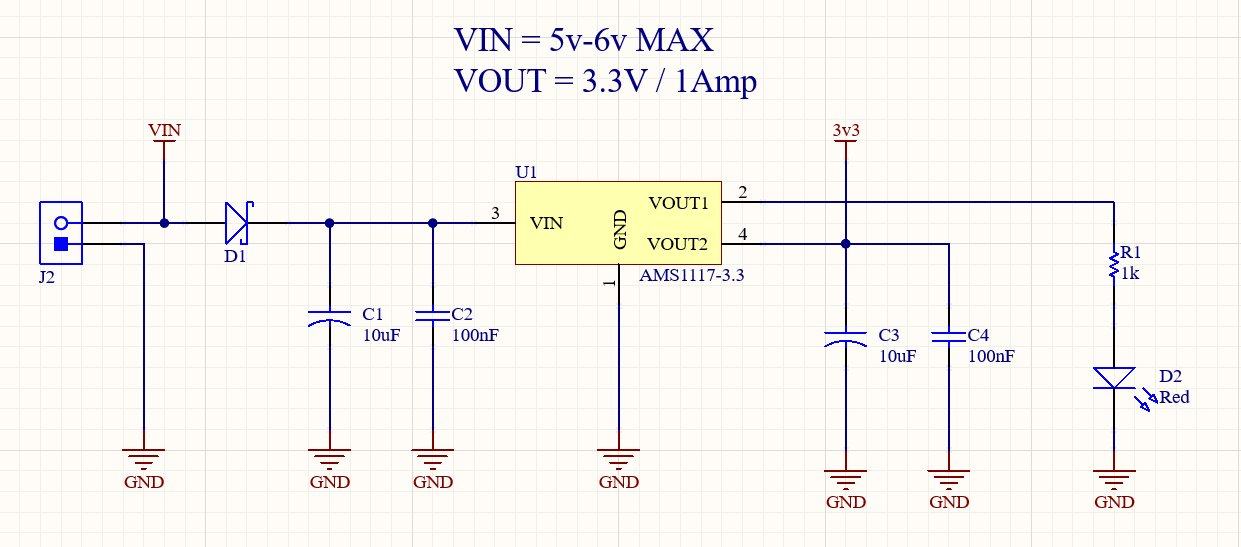 VIN = 5v-6v MAX
VOUT = 3.3V / 1Amp
VIN
3v3
U1
J2
D1
3
VIN
GND
VOUT1
VOUT2
2
4
1
AMS1117-3.3
C1
10uF
C2
100nF
C3
10uF
C4
100nF
R1
1k
D2
Red
GND
GND
GND
GND
GND
GND
GND